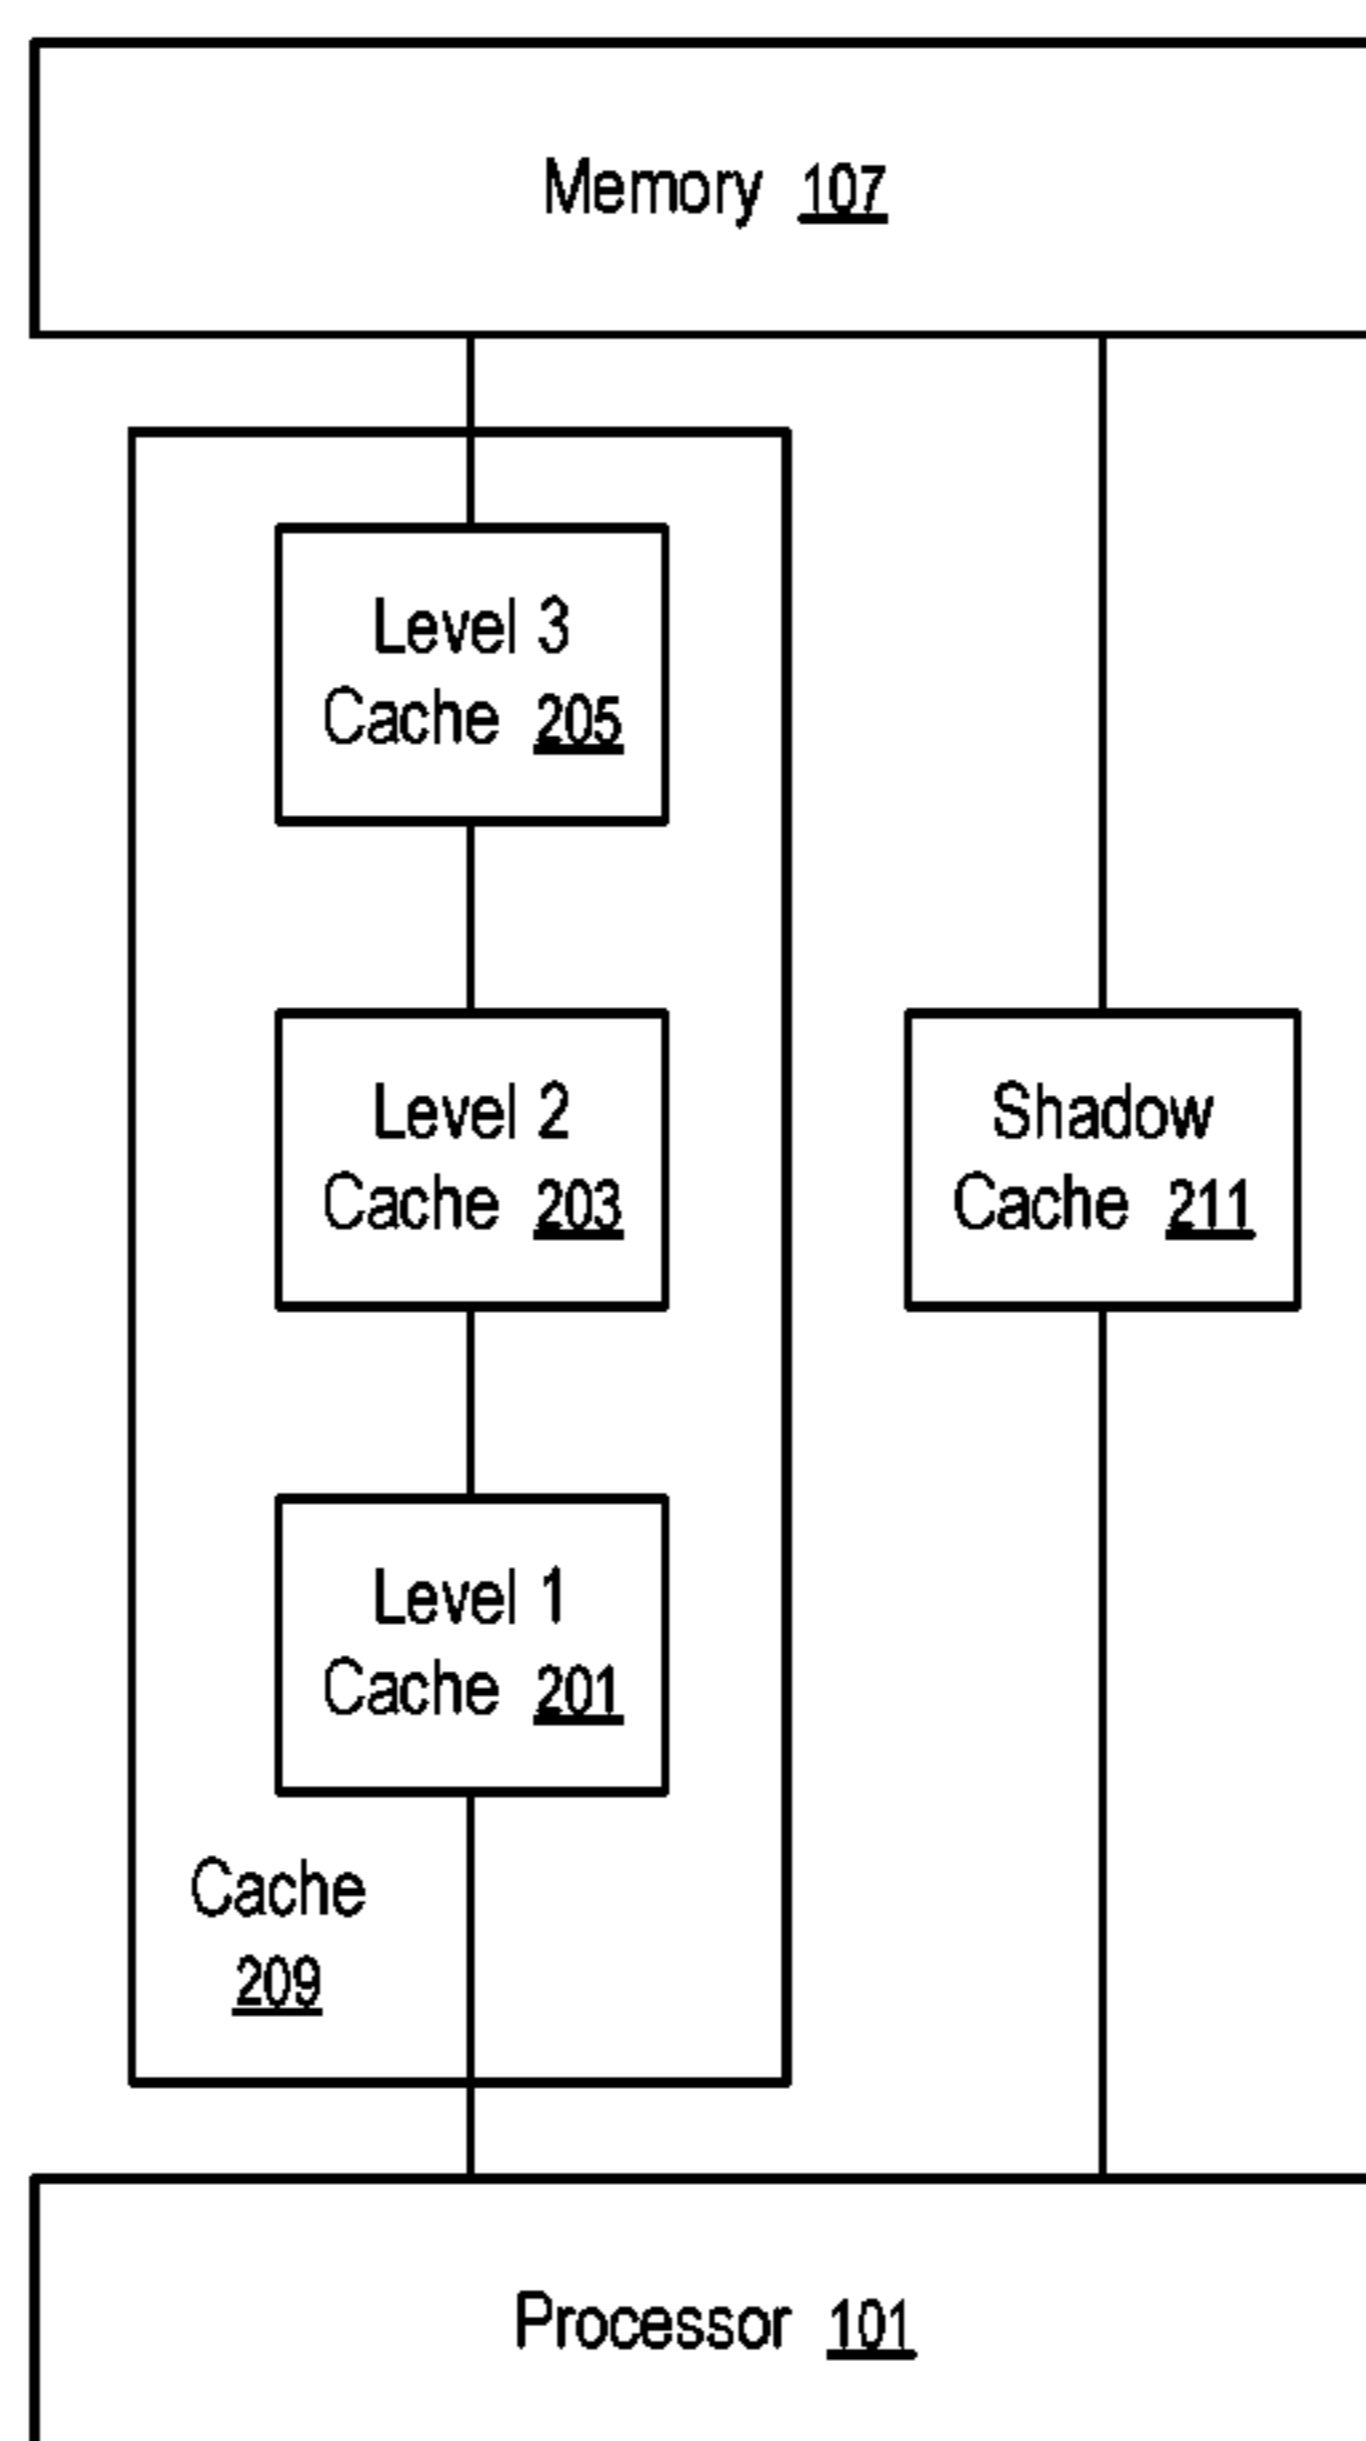 Memory 107
Level 3
Cache 205
Level 2
Cache 203
Shadow
Cache 211
Level 1
Cache 201
Cache
209
Processor 101